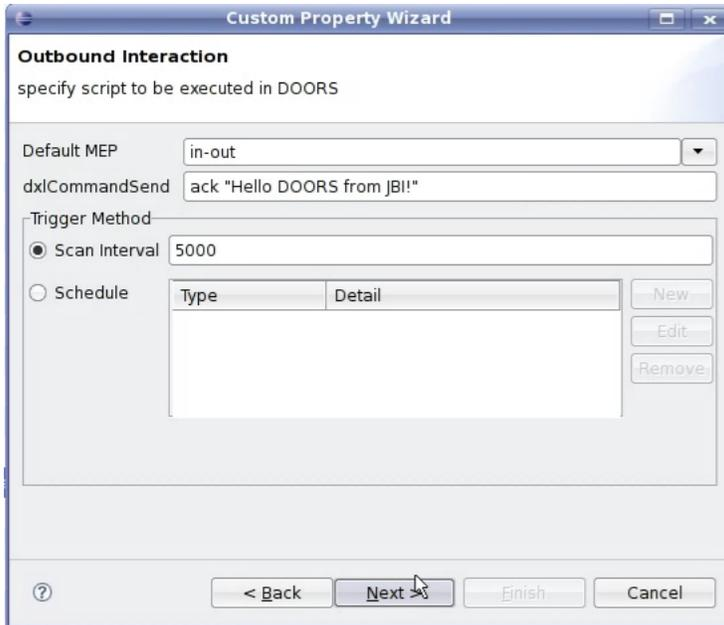 Custom Property Wizard
Outbound Interaction
specify script to be executed in DOORS
Default MEP in-out
dxlCommandSend ack "Hello DOORS from JBI!"
Trigger Method
Scan Interval 5000
Schedule Type Detail New
Edit
Remove
? < Back Next > Finish Cancel